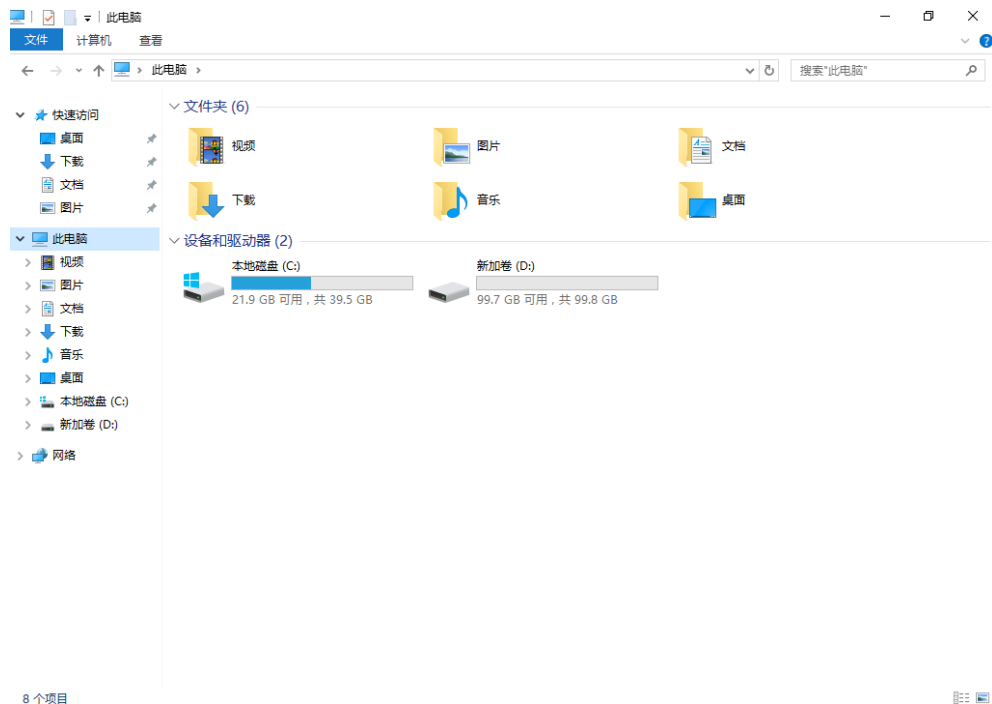 此电脑
文件 计算机 查看
此电脑
搜索"此电脑"
快速访问
桌面
下载
文档
图片
此电脑
视频
图片
文档
下载
音乐
桌面
本地磁盘 (C:)
新加卷 (D:)
网络
文件夹 (6)
视频 图片 文档
下载 音乐 桌面
设备和驱动器 (2)
本地磁盘 (C:)
21.9 GB 可用，共 39.5 GB
新加卷 (D:)
99.7 GB 可用，共 99.8 GB
8 个项目